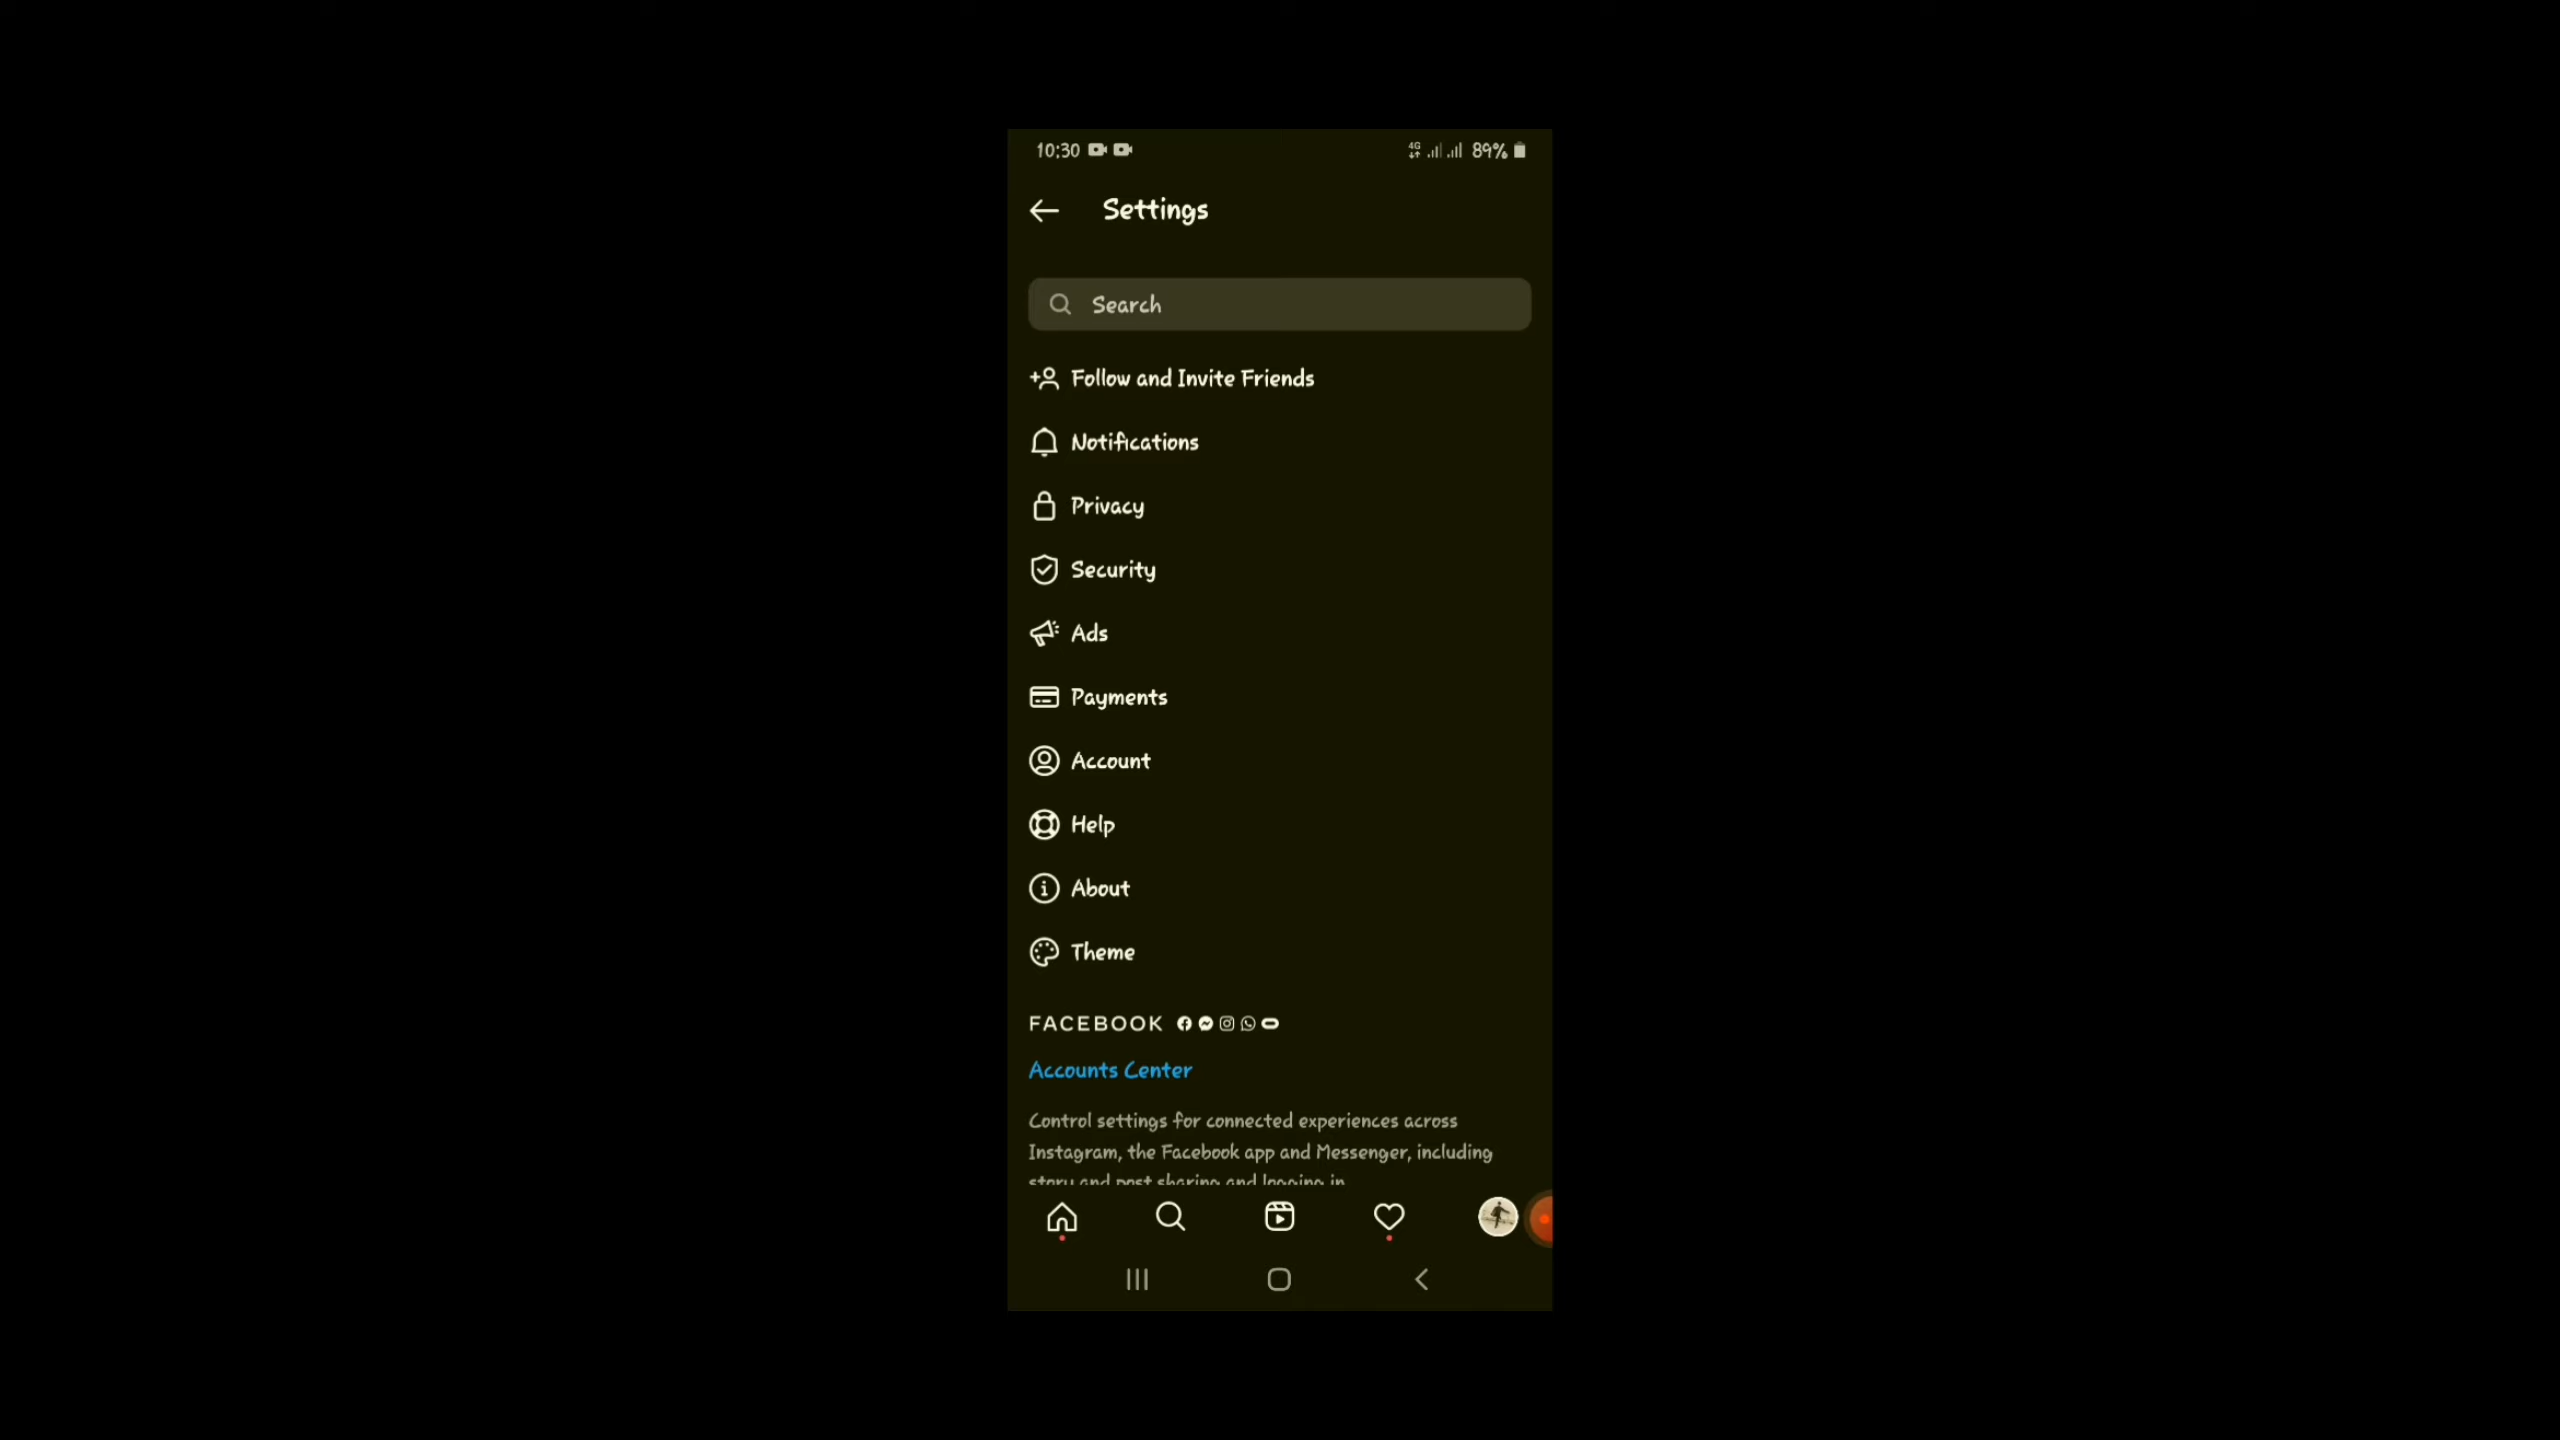 10:30 4G 89%
Settings
Search
Follow and Invite Friends
Notifications
Privacy
Security
Ads
Payments
Account
Help
About
Theme
FACEBOOK
Accounts Center
Control settings for connected experiences across
Instagram, the Facebook app and Messenger, including
story and post sharing and logging in